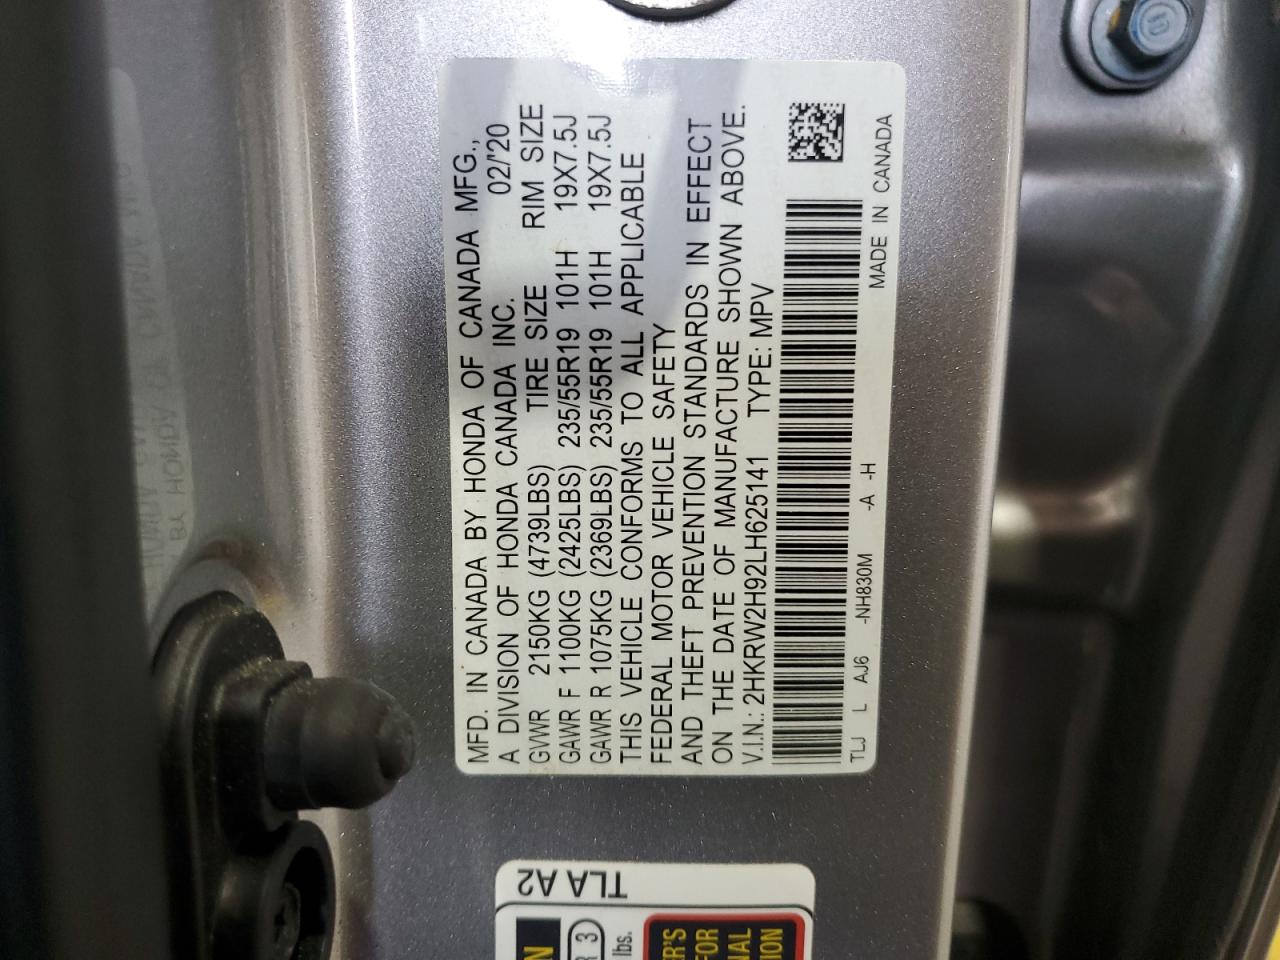 MFD. IN CANADA BY HONDA OF CANADA MFG.,
A DIVISION OF HONDA CANADA INC. 02/'20
GVWR 2150KG (4739LBS) TIRE SIZE RIM SIZE
GAWR F 1100KG (2425LBS) 235/55R19 101H 19X7.5J
GAWR R 1075KG (2369LBS) 235/55R19 101H 19X7.5J
THIS VEHICLE CONFORMS TO ALL APPLICABLE
FEDERAL MOTOR VEHICLE SAFETY
AND THEFT PREVENTION STANDARDS IN EFFECT
ON THE DATE OF MANUFACTURE SHOWN ABOVE.
V.I.N.: 2HKRW2H92LH625141 TYPE: MPV
TLJ L AJ6 -NH830M -A -H MADE IN CANADA
TLA A2
3
lbs.
FOR